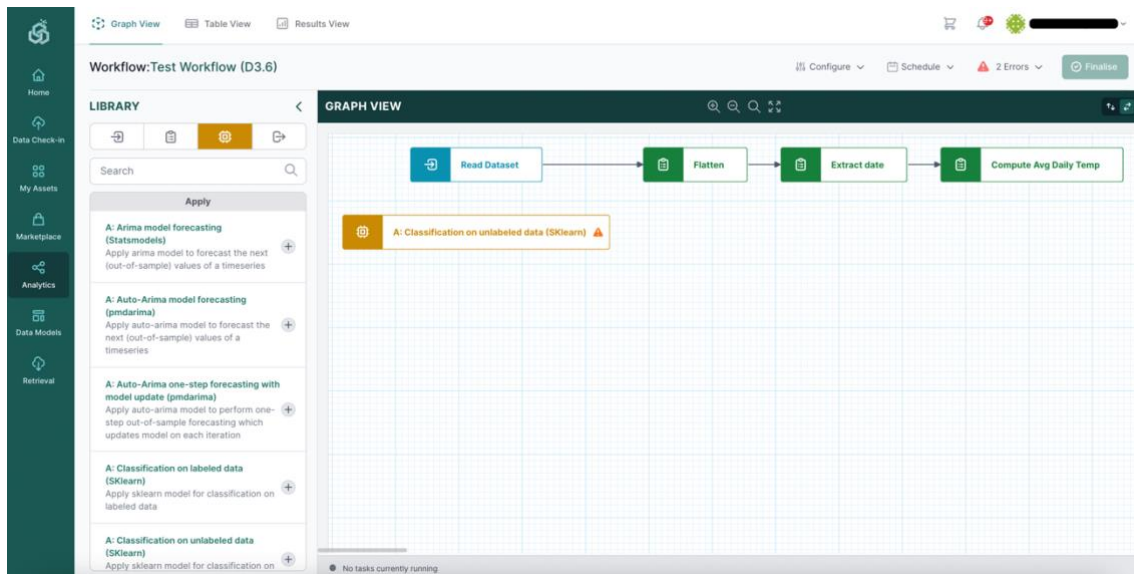 Graph View
Table View
Results View
Workflow:Test Workflow (D3.6)
Configure
Schedule
2 Errors
Finalise
Home
Data Check-in
My Assets
Marketplace
Analytics
Data Models
Retrieval
LIBRARY
Search
Apply
A: Arima model forecasting
(Statsmodels)
Apply arima model to forecast the next
(out-of-sample) values of a timeseries
A: Auto-Arima model forecasting
(pmdarima)
Apply auto-arima model to forecast the
next (out-of-sample) values of a
timeseries
A: Auto-Arima one-step forecasting with
model update (pmdarima)
Apply auto-arima model to perform one-
step out-of-sample forecasting which
updates model on each iteration
A: Classification on labeled data
(SKlearn)
Apply sklearn model for classification on
labeled data
A: Classification on unlabeled data
(SKlearn)
Apply sklearn model for classification on
GRAPH VIEW
Read Dataset
Flatten
Extract date
Compute Avg Daily Temp
A: Classification on unlabeled data (SKlearn)
No tasks currently running